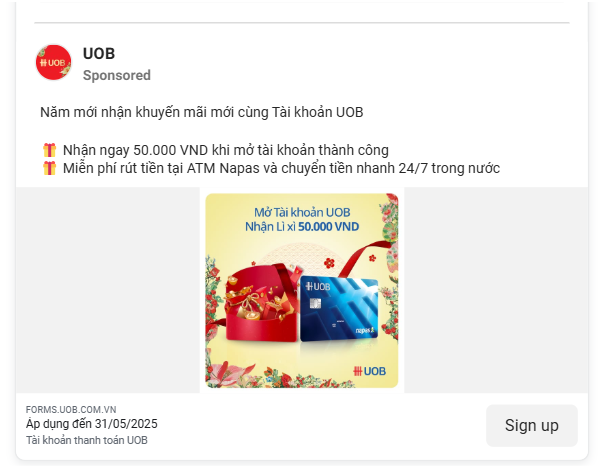 UOB
UOB
Sponsored
Năm mới nhận khuyến mãi mới cùng Tài khoản UOB
Nhận ngay 50.000 VND khi mở tài khoản thành công
Miễn phí rút tiền tại ATM Napas và chuyển tiền nhanh 24/7 trong nước
Mở Tài khoản UOB
Nhận Lì xì 50.000 VND
UOB
napas
UOB
FORMS.UOB.COM.VN
Áp dụng đến 31/05/2025
Tài khoản thanh toán UOB
Sign up